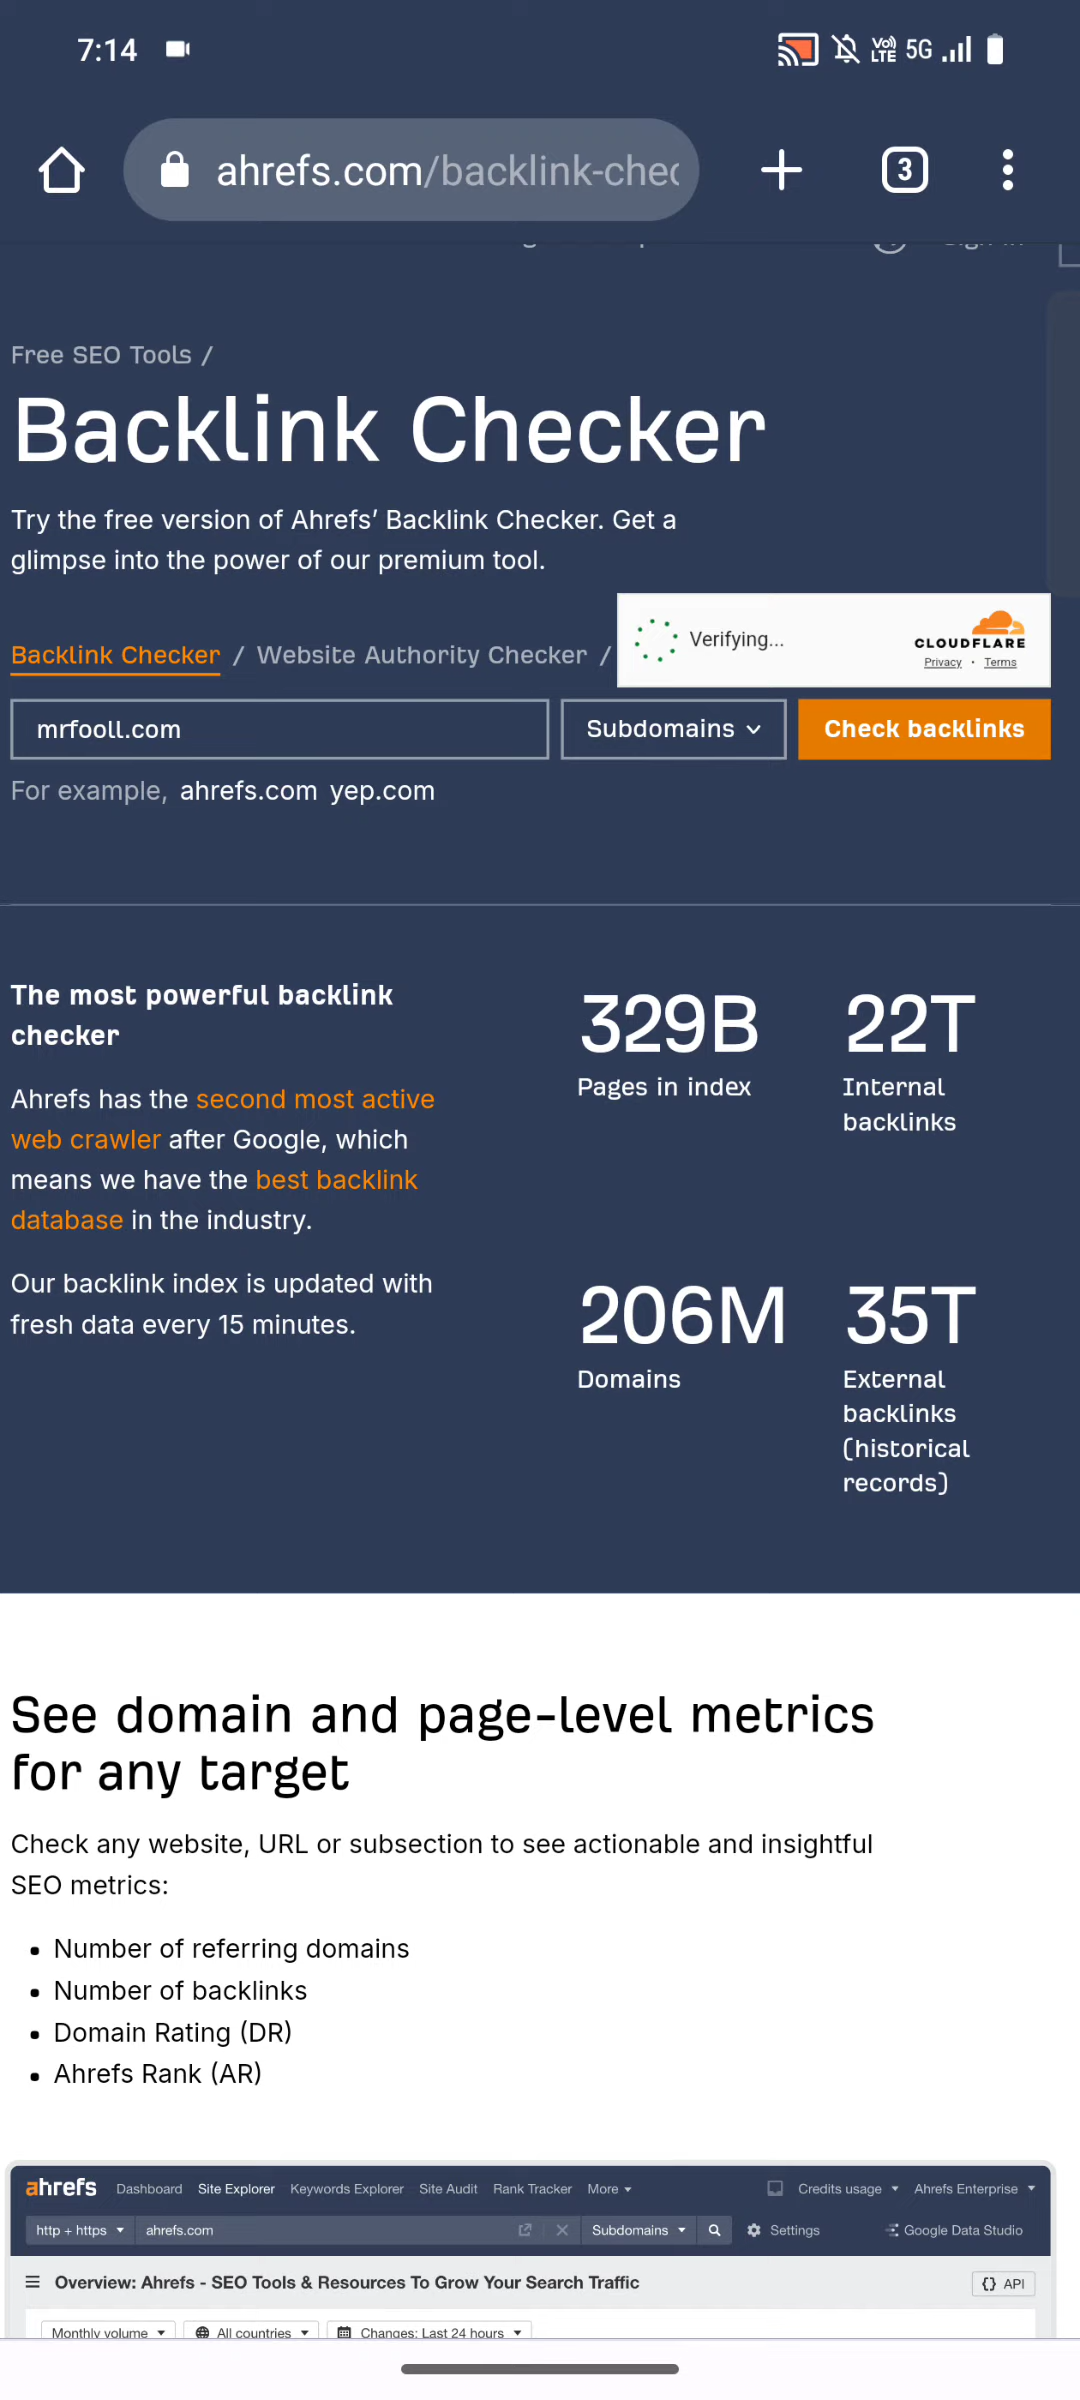 7:14
VoLTE 5G
ahrefs.com/backlink-chec
3
Free SEO Tools /
Backlink Checker
Try the free version of Ahrefs’ Backlink Checker. Get a
glimpse into the power of our premium tool.
Backlink Checker / Website Authority Checker /
Verifying...
CLOUDFLARE
Privacy • Terms
mrfooll.com
Subdomains
Check backlinks
For example, ahrefs.com yep.com
The most powerful backlink
checker
Ahrefs has the second most active
web crawler after Google, which
means we have the best backlink
database in the industry.
Our backlink index is updated with
fresh data every 15 minutes.
329B
Pages in index
22T
Internal
backlinks
206M
Domains
35T
External
backlinks
(historical
records)
See domain and page-level metrics
for any target
Check any website, URL or subsection to see actionable and insightful
SEO metrics:
• Number of referring domains
• Number of backlinks
• Domain Rating (DR)
• Ahrefs Rank (AR)
ahrefs Dashboard Site Explorer Keywords Explorer Site Audit Rank Tracker More Credits usage Ahrefs Enterprise
http + https ahrefs.com Subdomains Settings Google Data Studio
Overview: Ahrefs - SEO Tools & Resources To Grow Your Search Traffic
{} API
Monthly volume All countries Changes: Last 24 hours